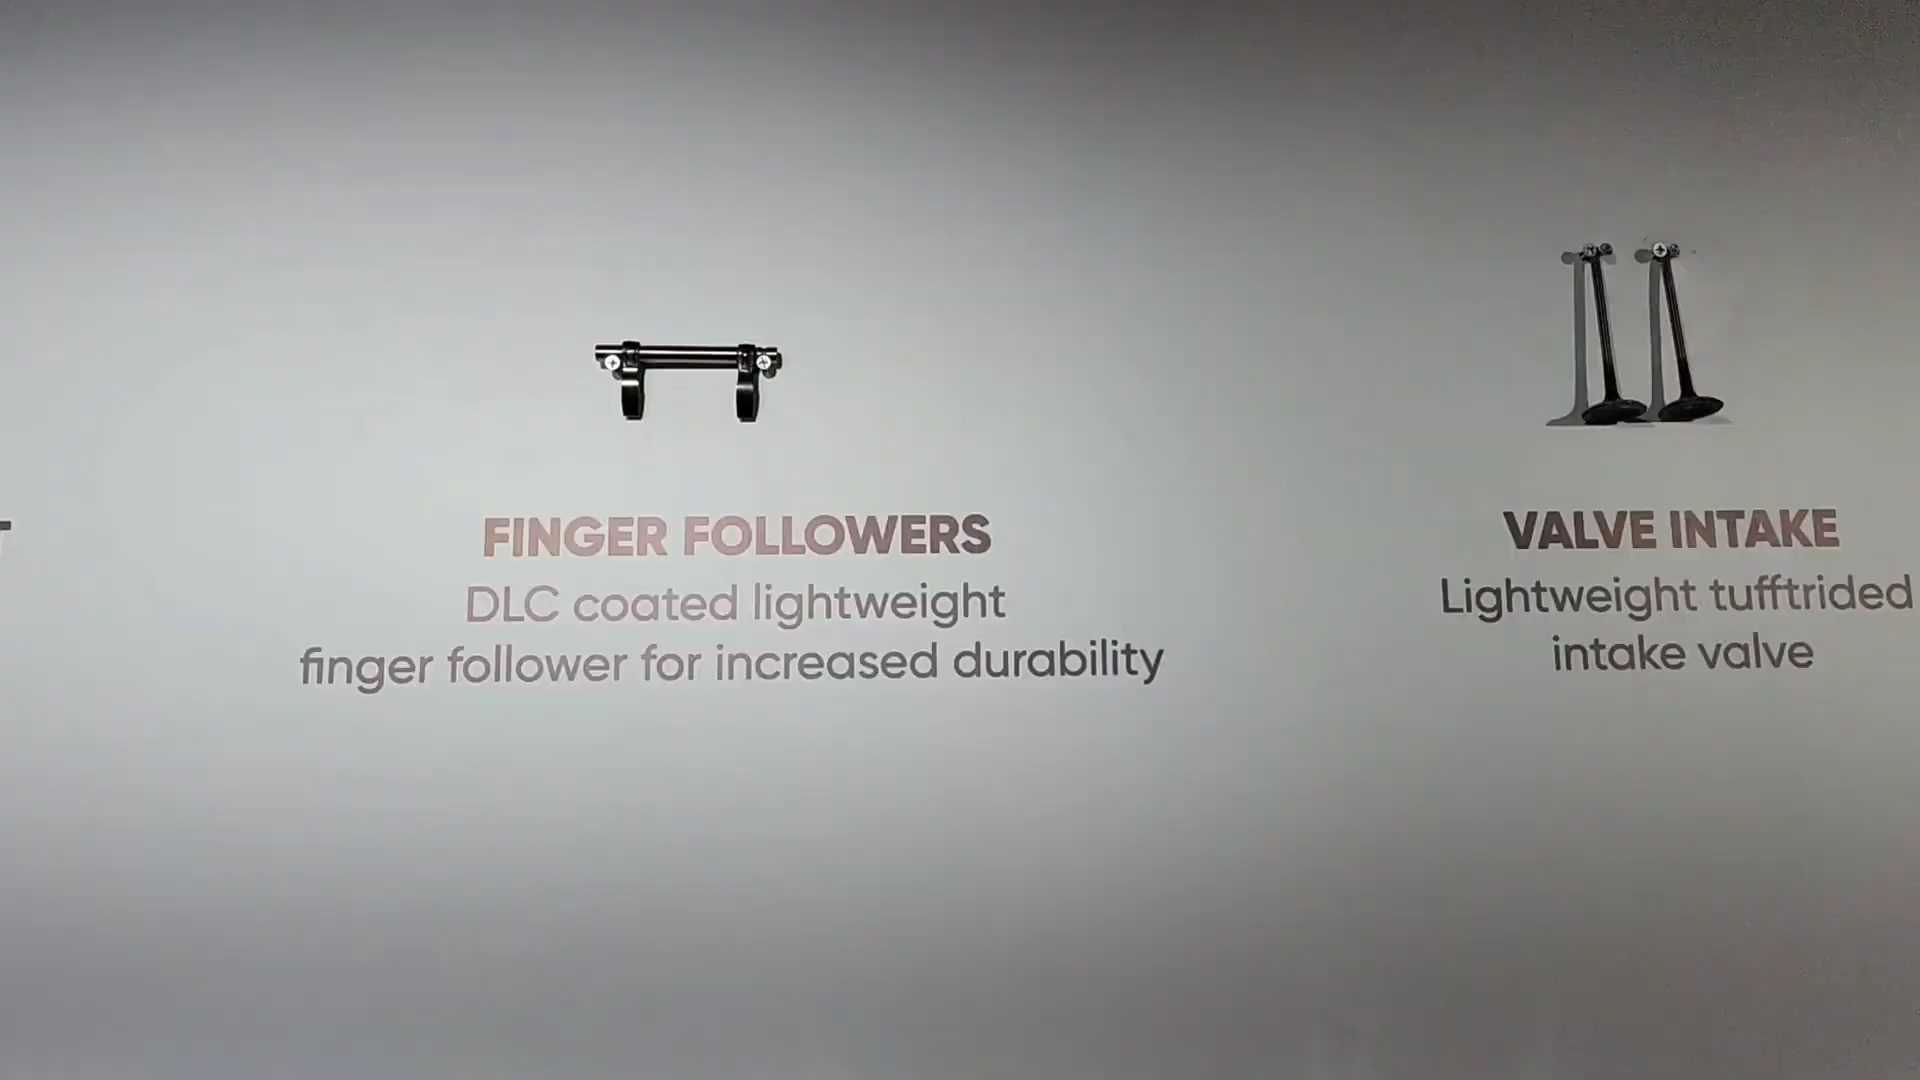 FINGER FOLLOWERS
DLC coated lightweight
finger follower for increased durability
VALVE INTAKE
Lightweight tufftrided
intake valve